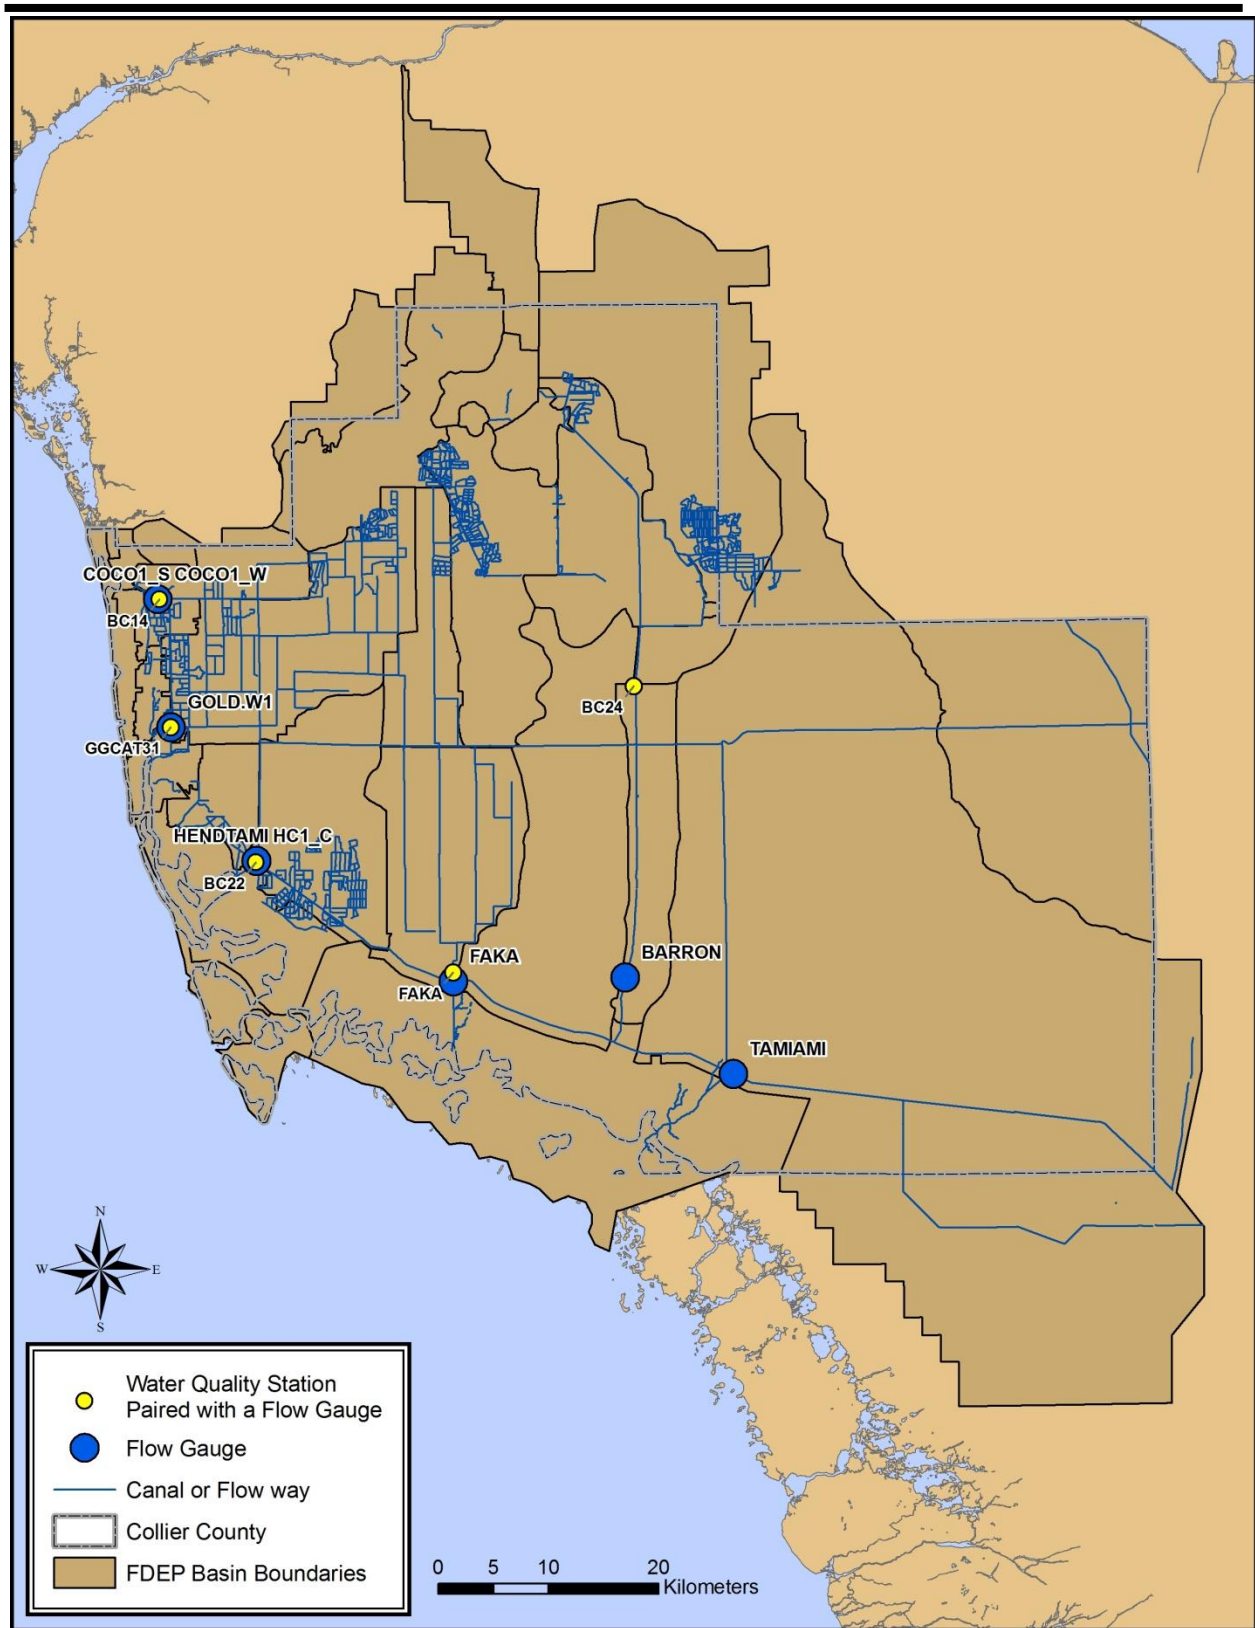 COCO1_S COCO1_W
BC14
GOLD.W1
GGCAT31
BC24
HENDTAMI HC1_C
BC22
FAKA
FAKA
BARRON
TAMIAMI
N
W E
S
Water Quality Station
Paired with a Flow Gauge
Flow Gauge
Canal or Flow way
Collier County
FDEP Basin Boundaries
0 5 10 20
Kilometers